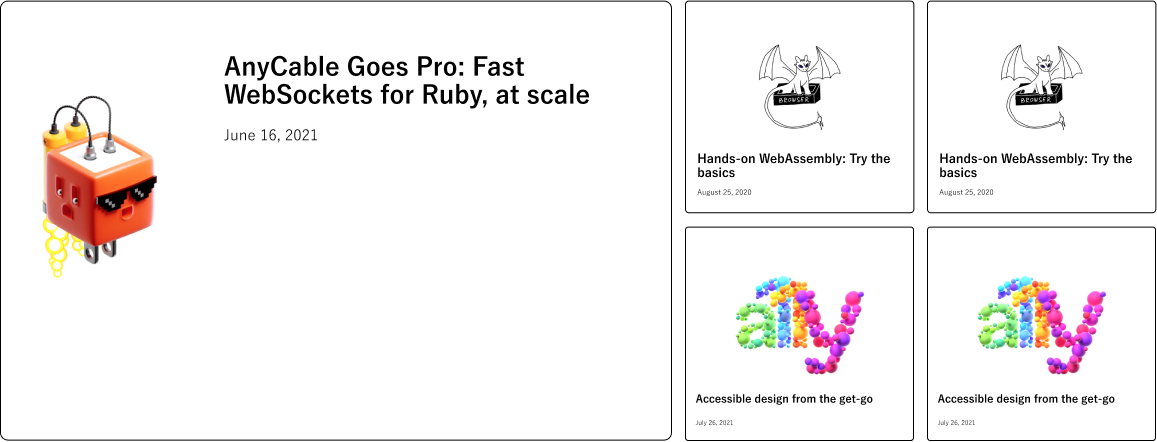 AnyCable Goes Pro: Fast
WebSockets for Ruby, at scale
June 16, 2021
BROWSER
Hands-on WebAssembly: Try the
basics
August 25, 2020
BROWSER
Hands-on WebAssembly: Try the
basics
August 25, 2020
a11y
Accessible design from the get-go
July 26, 2021
a11y
Accessible design from the get-go
July 26, 2021